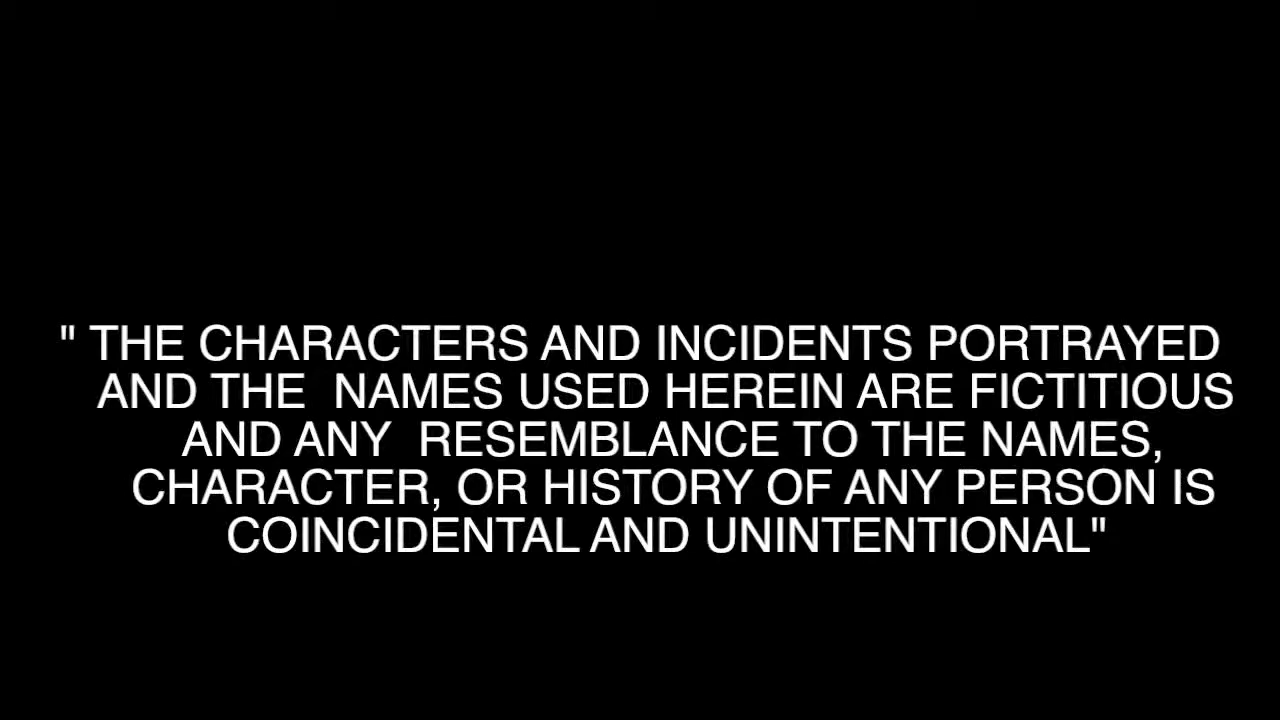 " THE CHARACTERS AND INCIDENTS PORTRAYED
AND THE  NAMES USED HEREIN ARE FICTITIOUS
AND ANY  RESEMBLANCE TO THE NAMES,
CHARACTER, OR HISTORY OF ANY PERSON IS
COINCIDENTAL AND UNINTENTIONAL"